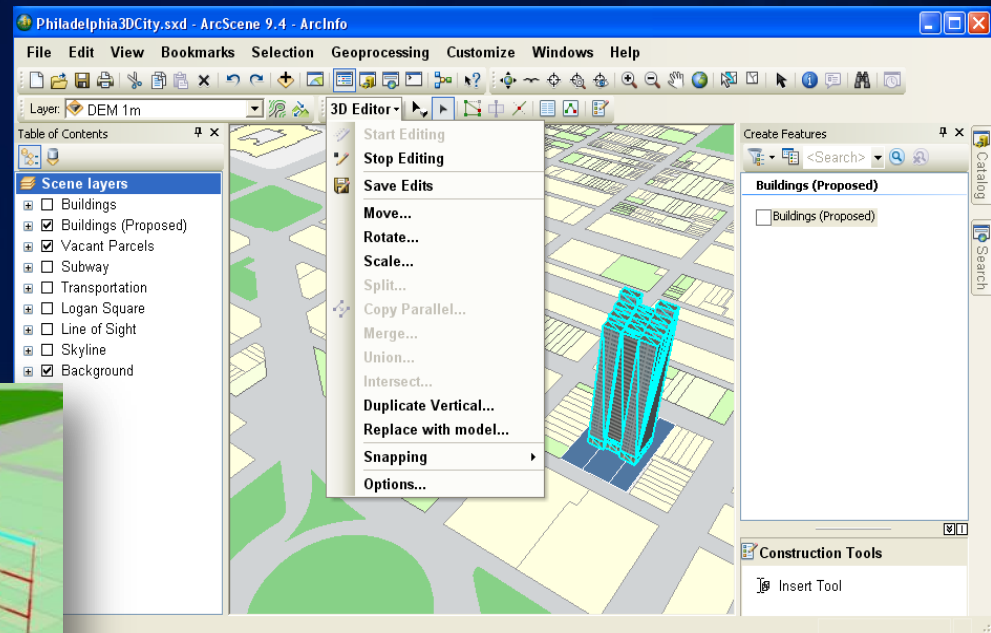 Philadelphia3DCity.sxd - ArcScene 9.4 - ArcInfo
File Edit View Bookmarks Selection Geoprocessing Customize Windows Help
Layer: DEM 1m
3D Editor
Table of Contents
Scene layers
Buildings
Buildings (Proposed)
Vacant Parcels
Subway
Transportation
Logan Square
Line of Sight
Skyline
Background
Start Editing
Stop Editing
Save Edits
Move...
Rotate...
Scale...
Split...
Copy Parallel...
Merge...
Union...
Intersect...
Duplicate Vertical...
Replace with model...
Snapping
Options...
Create Features
<Search>
Buildings (Proposed)
Buildings (Proposed)
Construction Tools
Insert Tool
Catalog
Search